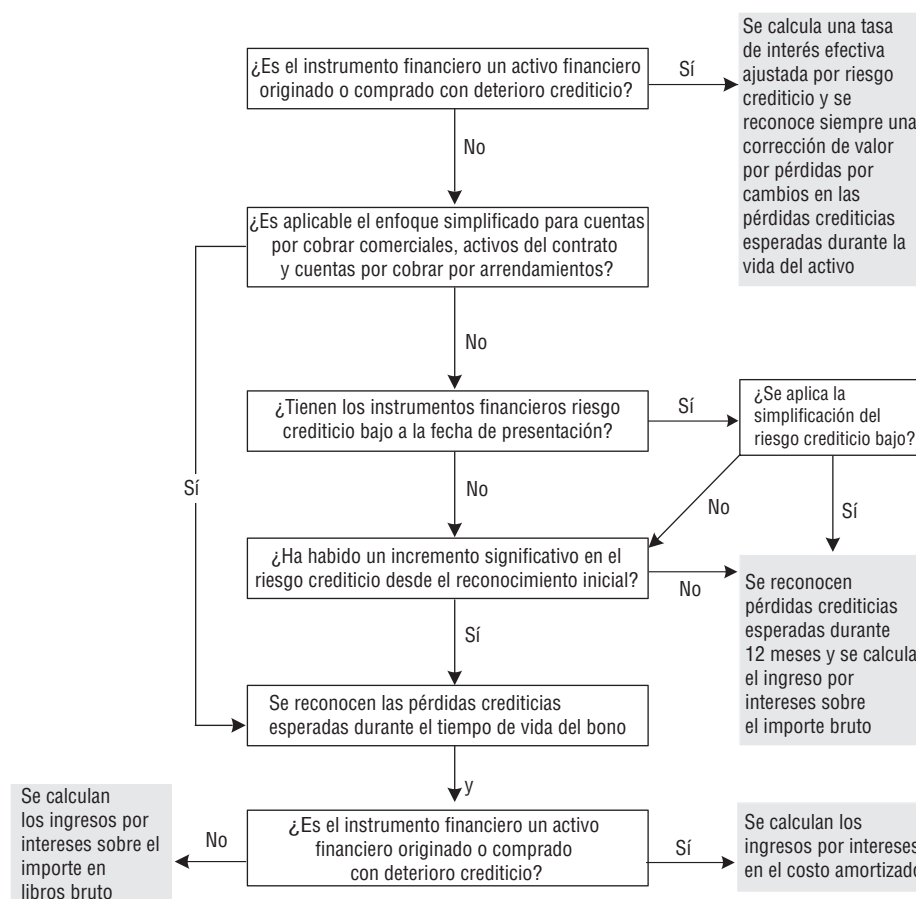 ¿Es el instrumento financiero un activo financiero
originado o comprado con deterioro crediticio?
Sí
Se calcula una tasa
de interés efectiva
ajustada por riesgo
crediticio y se
reconoce siempre una
corrección de valor
por pérdidas por
cambios en las
pérdidas crediticias
esperadas durante la
vida del activo
No
¿Es aplicable el enfoque simplificado para cuentas
por cobrar comerciales, activos del contrato
y cuentas por cobrar por arrendamientos?
No
¿Tienen los instrumentos financieros riesgo
crediticio bajo a la fecha de presentación?
Sí
¿Se aplica la
simplificación del
riesgo crediticio bajo?
Sí
No
No
Sí
¿Ha habido un incremento significativo en el
riesgo crediticio desde el reconocimiento inicial?
No
Se reconocen
pérdidas crediticias
esperadas durante
12 meses y se calcula
el ingreso por
intereses sobre
el importe bruto
Sí
Se reconocen las pérdidas crediticias
esperadas durante el tiempo de vida del bono
y
Se calculan
los ingresos por
intereses sobre el
importe en
libros bruto
No
¿Es el instrumento financiero un activo
financiero originado o comprado
con deterioro crediticio?
Sí
Se calculan los
ingresos por intereses
en el costo amortizado